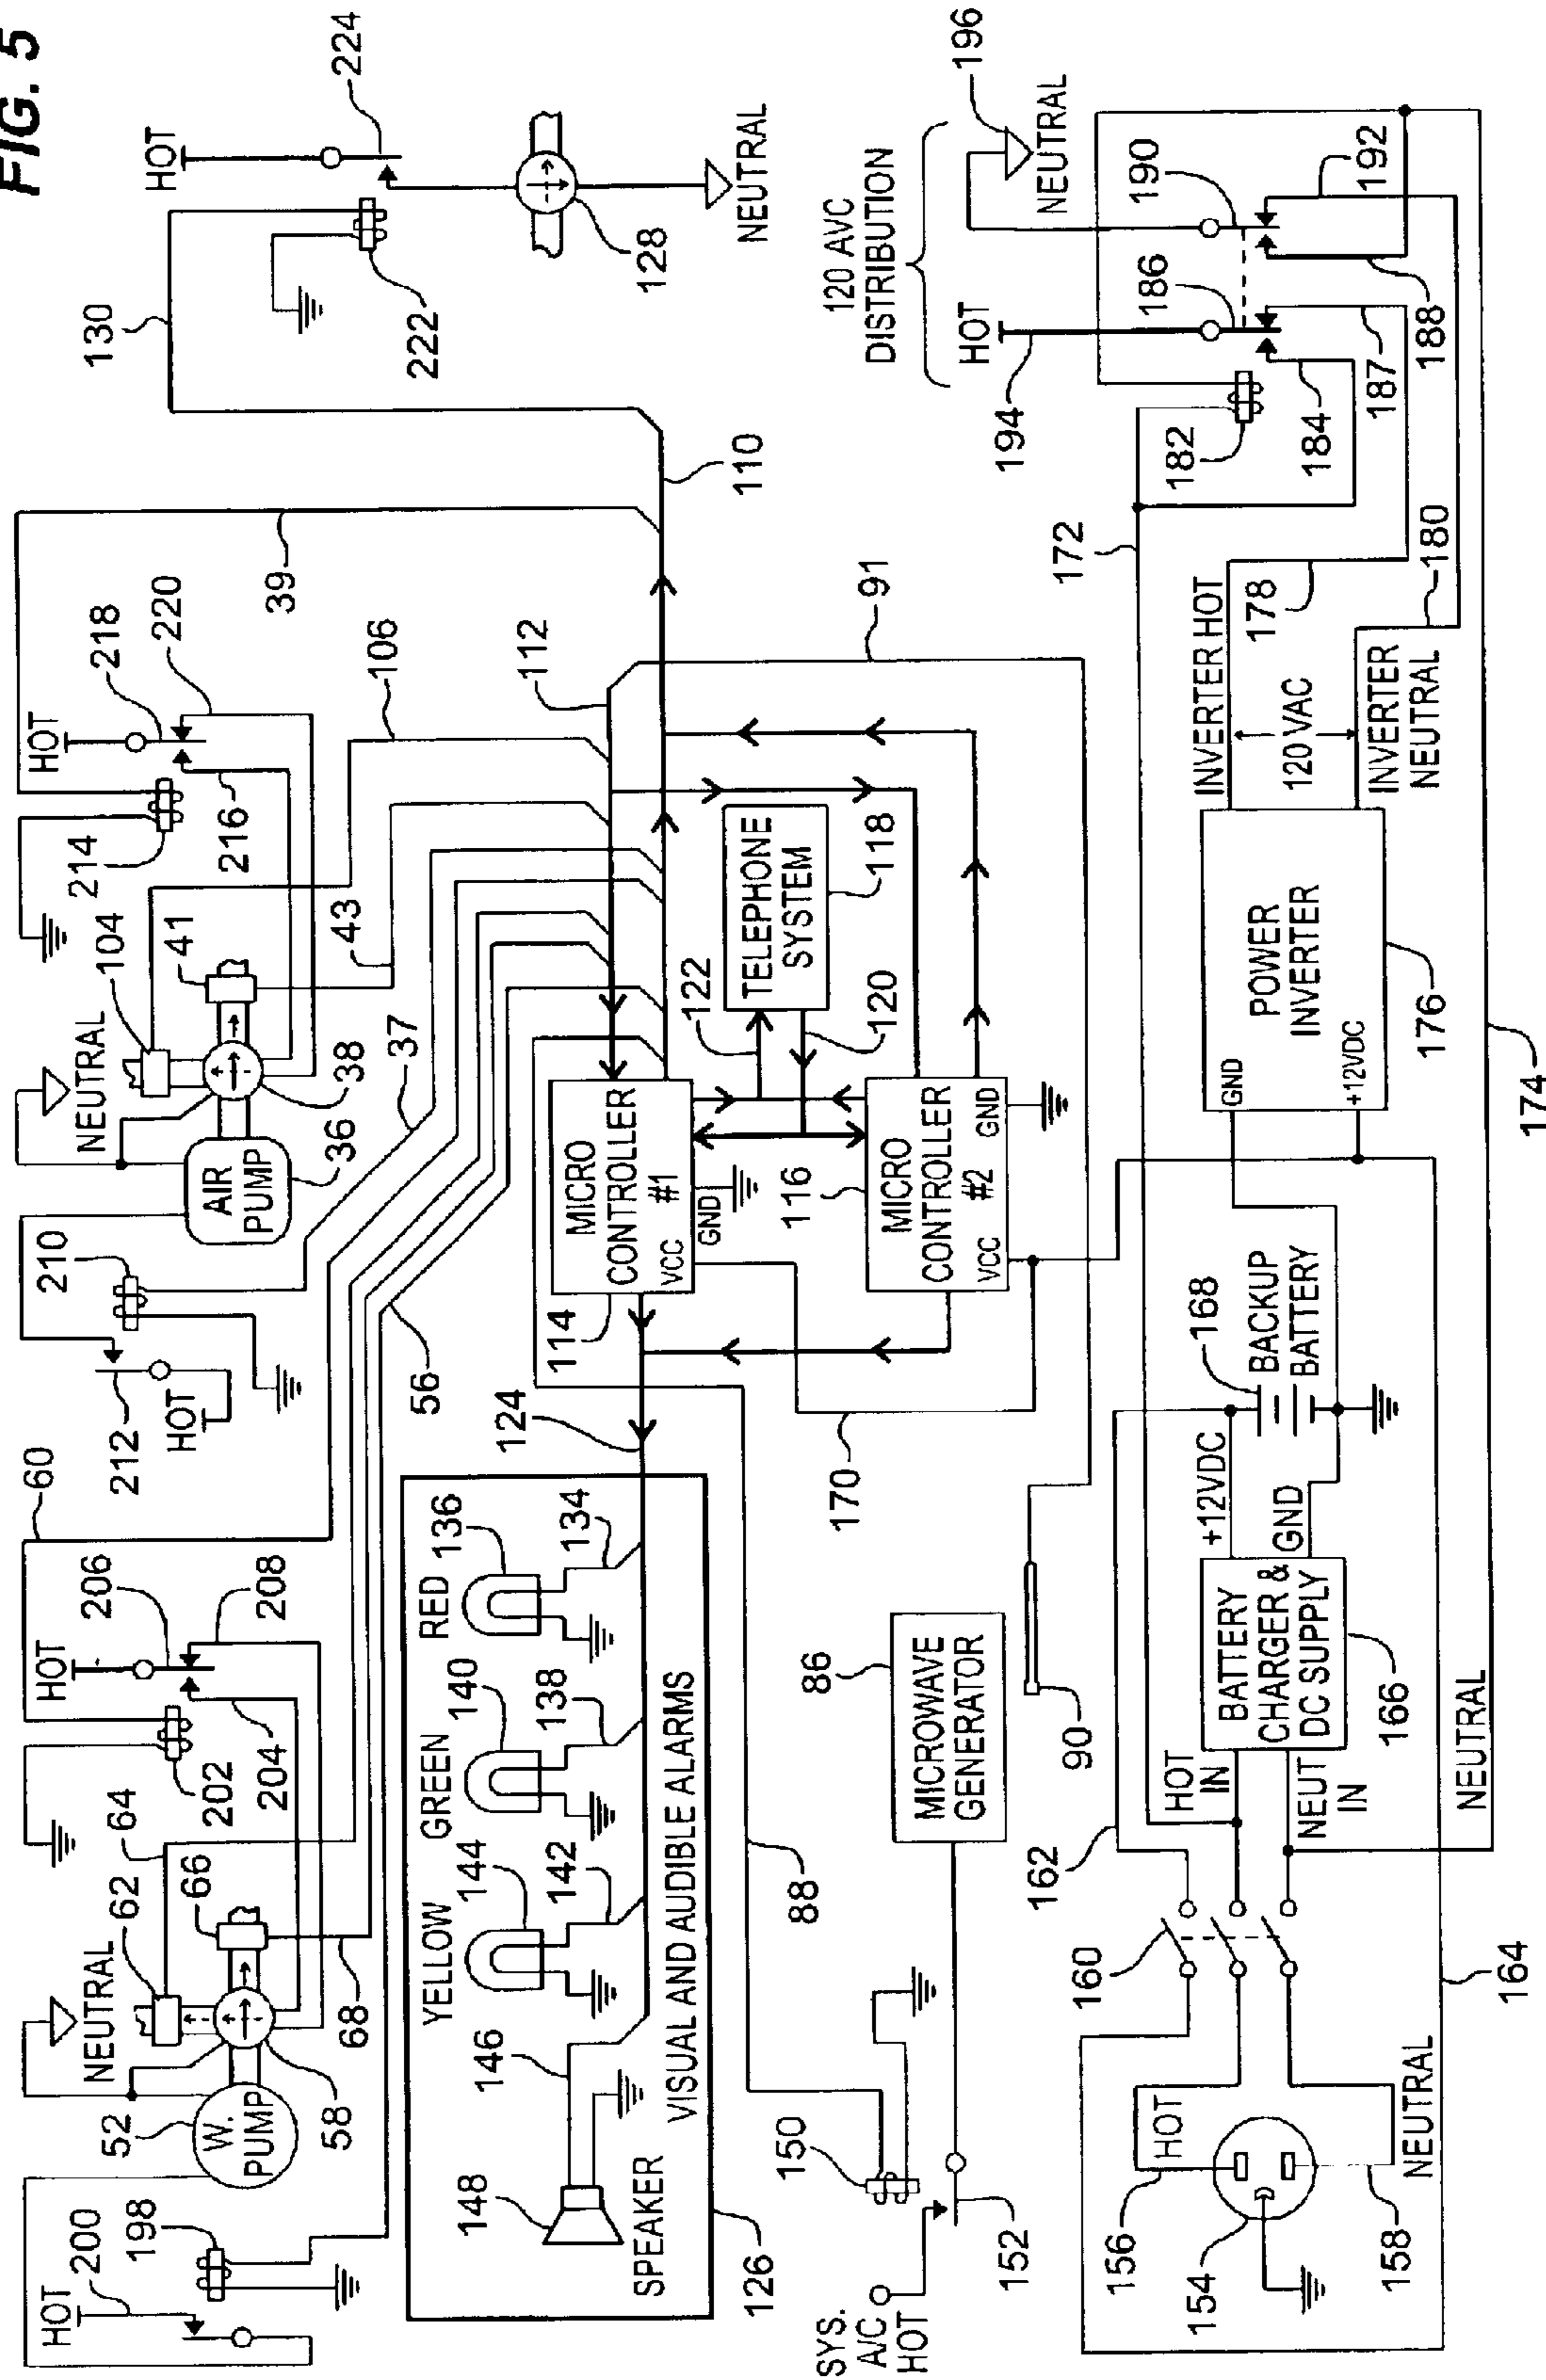 FIG. 5
HOT
200
198
52
W.
PUMP
58
NEUTRAL
62
64
66
68
202
204
HOT
206
208
60
212
HOT
210
AIR
PUMP
36
38
NEUTRAL
104
41
43
37
56
214
216
HOT
218
220
106
39
112
110
130
HOT
224
222
128
NEUTRAL
148
SPEAKER
146
YELLOW
144
142
GREEN
140
138
RED
136
134
VISUAL AND AUDIBLE ALARMS
126
124
114
MICRO
CONTROLLER
#1
VCC
GND
116
MICRO
CONTROLLER
#2
VCC
GND
122
120
TELEPHONE
SYSTEM
118
91
170
88
SYS.
A/C
HOT
150
152
MICROWAVE
GENERATOR
86
90
154
156
HOT
158
NEUTRAL
160
162
164
HOT
IN
NEUT
IN
BATTERY
CHARGER &
DC SUPPLY
166
+12VDC
GND
168
BACKUP
BATTERY
NEUTRAL
174
GND
+12VDC
POWER
INVERTER
176
INVERTER HOT
120 VAC
INVERTER
NEUTRAL
178
180
172
182
184
187
188
186
190
192
194
HOT
120 AVC
DISTRIBUTION
NEUTRAL
196